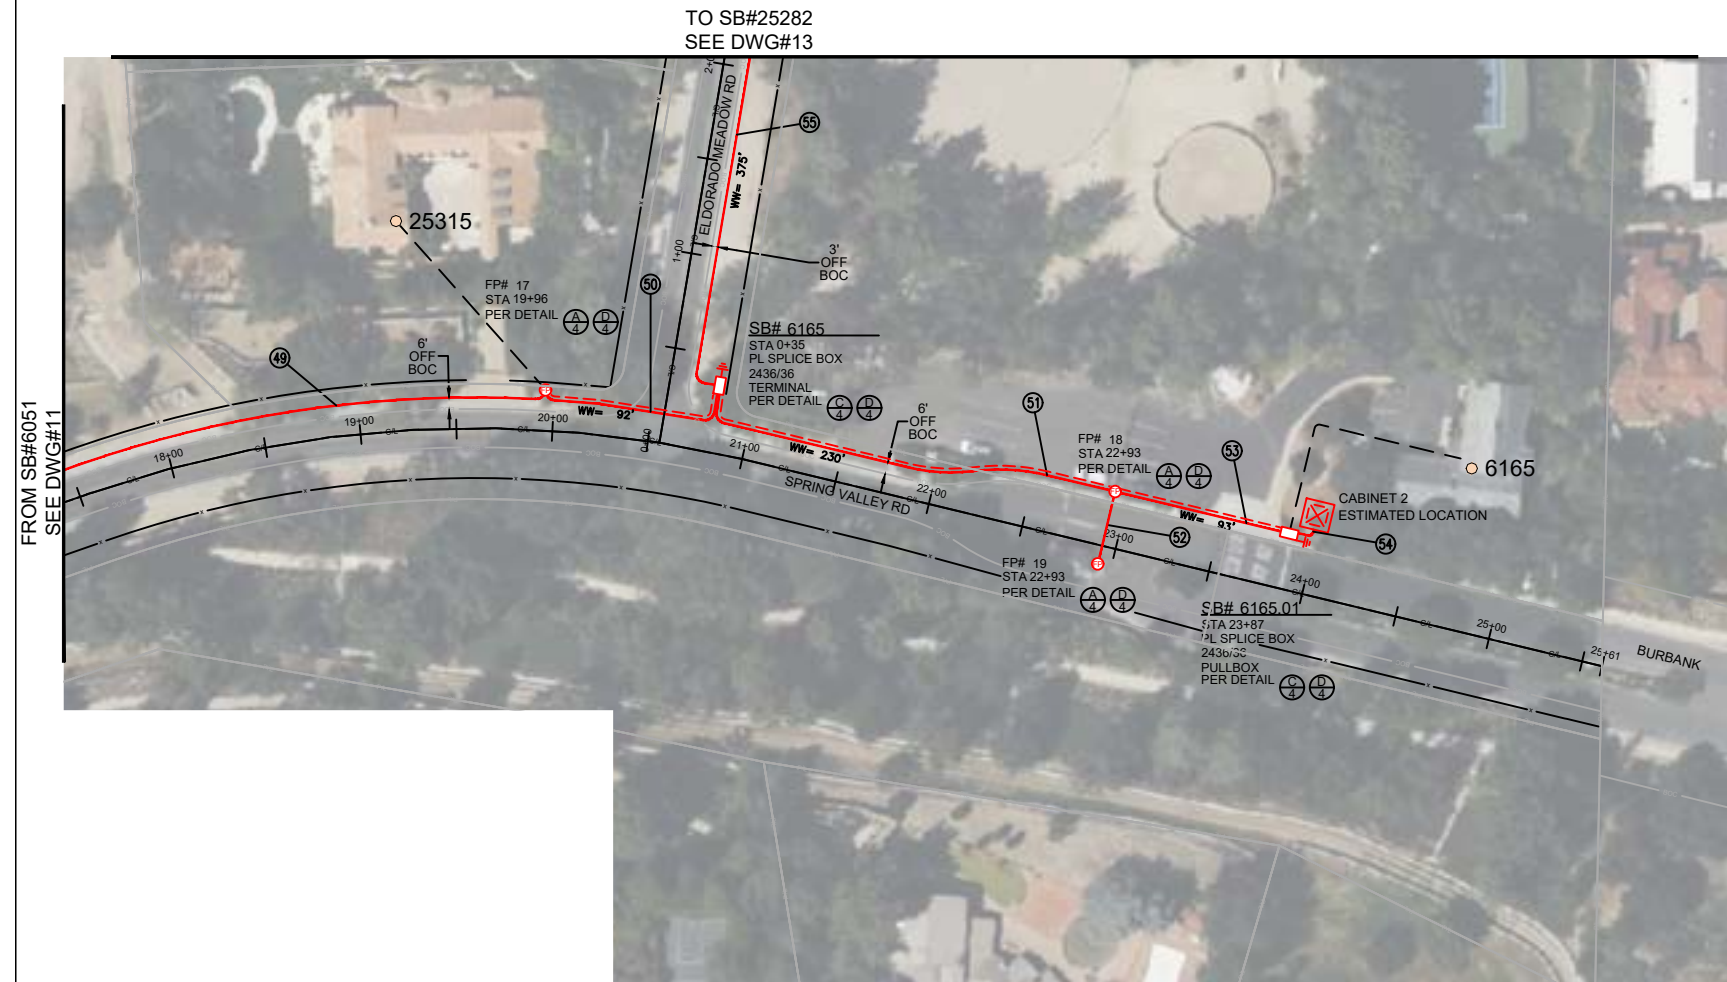 TO SB#25282
SEE DWG#13
FROM SB#6051
SEE DWG#11
ELDORADO MEADOW RD
55
WW= 375'
1+00
3'
OFF
BOC
25315
FP# 17
STA 19+96
PER DETAIL
A
4
D
4
50
49
6'
OFF
BOC
SB# 6165
STA 0+35
PL SPLICE BOX
2436/36
TERMINAL
PER DETAIL
C
4
D
4
WW= 92'
18+00
19+00
20+00
0+00
21+00
22+00
23+00
24+00
25+00
25+61
C/L
WW= 230'
6'
OFF
BOC
SPRING VALLEY RD
51
FP# 18
STA 22+93
PER DETAIL
A
4
D
4
53
WW= 93'
6165
CABINET 2
ESTIMATED LOCATION
54
52
FP# 19
STA 22+93
PER DETAIL
A
4
D
4
SB# 6165.01
STA 23+87
PL SPLICE BOX
PULLBOX
PER DETAIL
C
4
D
4
BURBANK